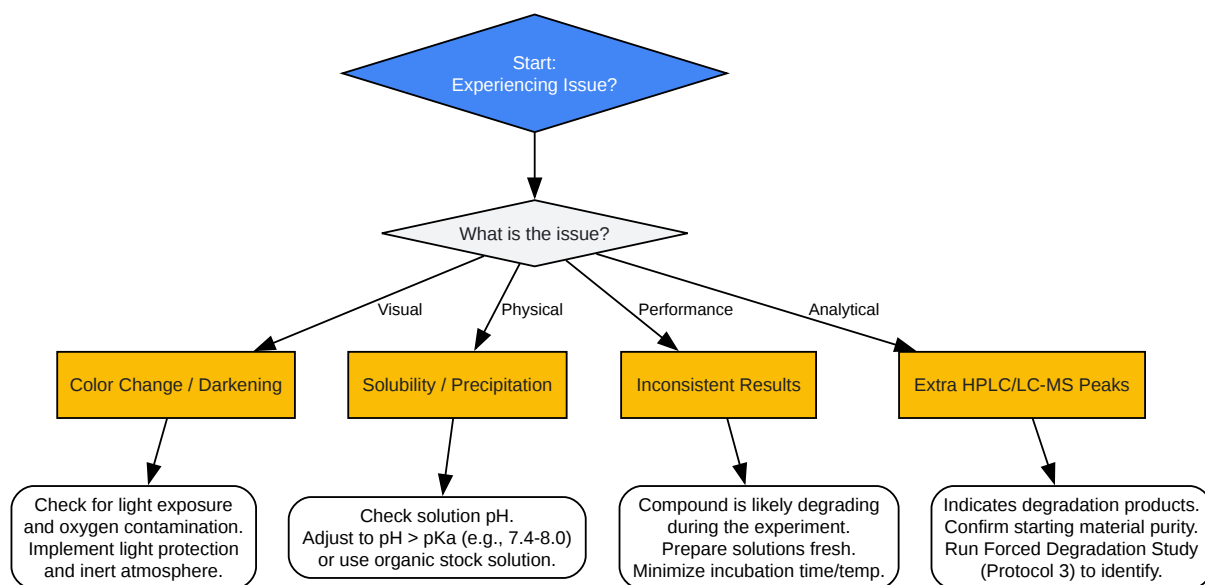 Start:
Experiencing Issue?
What is the issue?
Visual
Physical
Performance
Analytical
Color Change / Darkening
Solubility / Precipitation
Inconsistent Results
Extra HPLC/LC-MS Peaks
Check for light exposure
and oxygen contamination.
Implement light protection
and inert atmosphere.
Check solution pH.
Adjust to pH > pKa (e.g., 7.4-8.0)
or use organic stock solution.
Compound is likely degrading
during the experiment.
Prepare solutions fresh.
Minimize incubation time/temp.
Indicates degradation products.
Confirm starting material purity.
Run Forced Degradation Study
(Protocol 3) to identify.